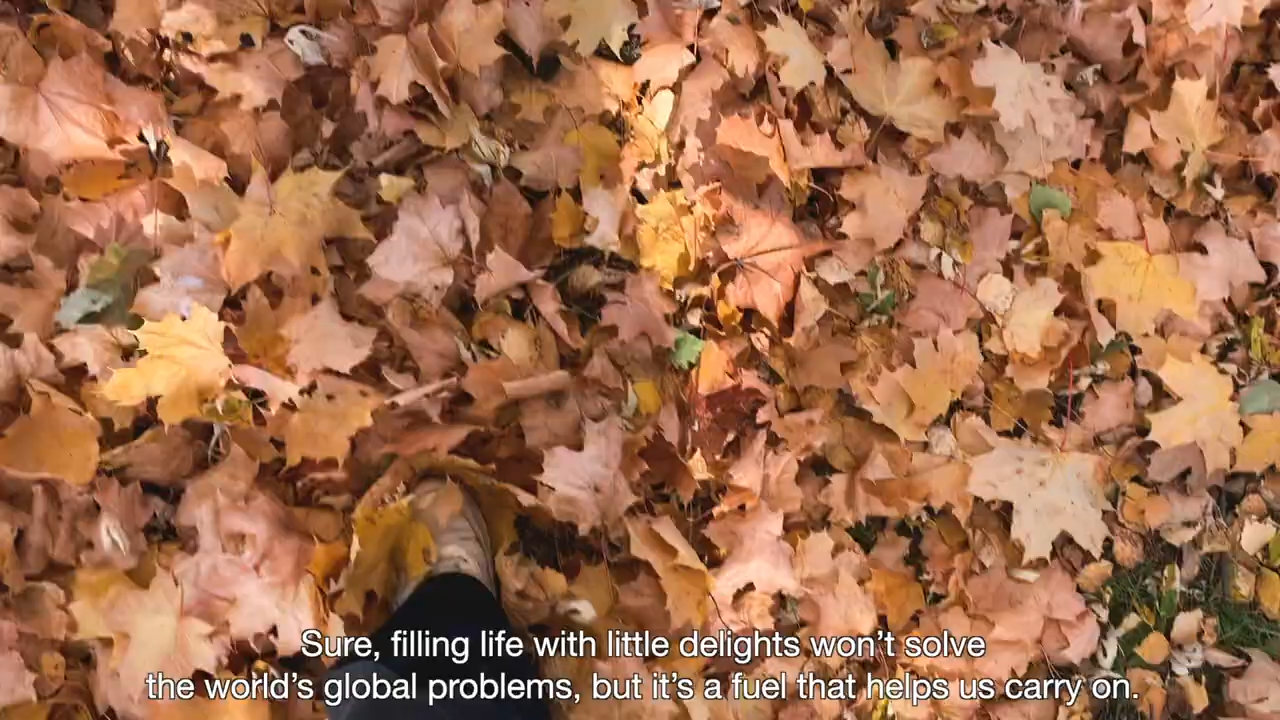 Sure, filling life with little delights won’t solve
the world’s global problems, but it’s a fuel that helps us carry on.